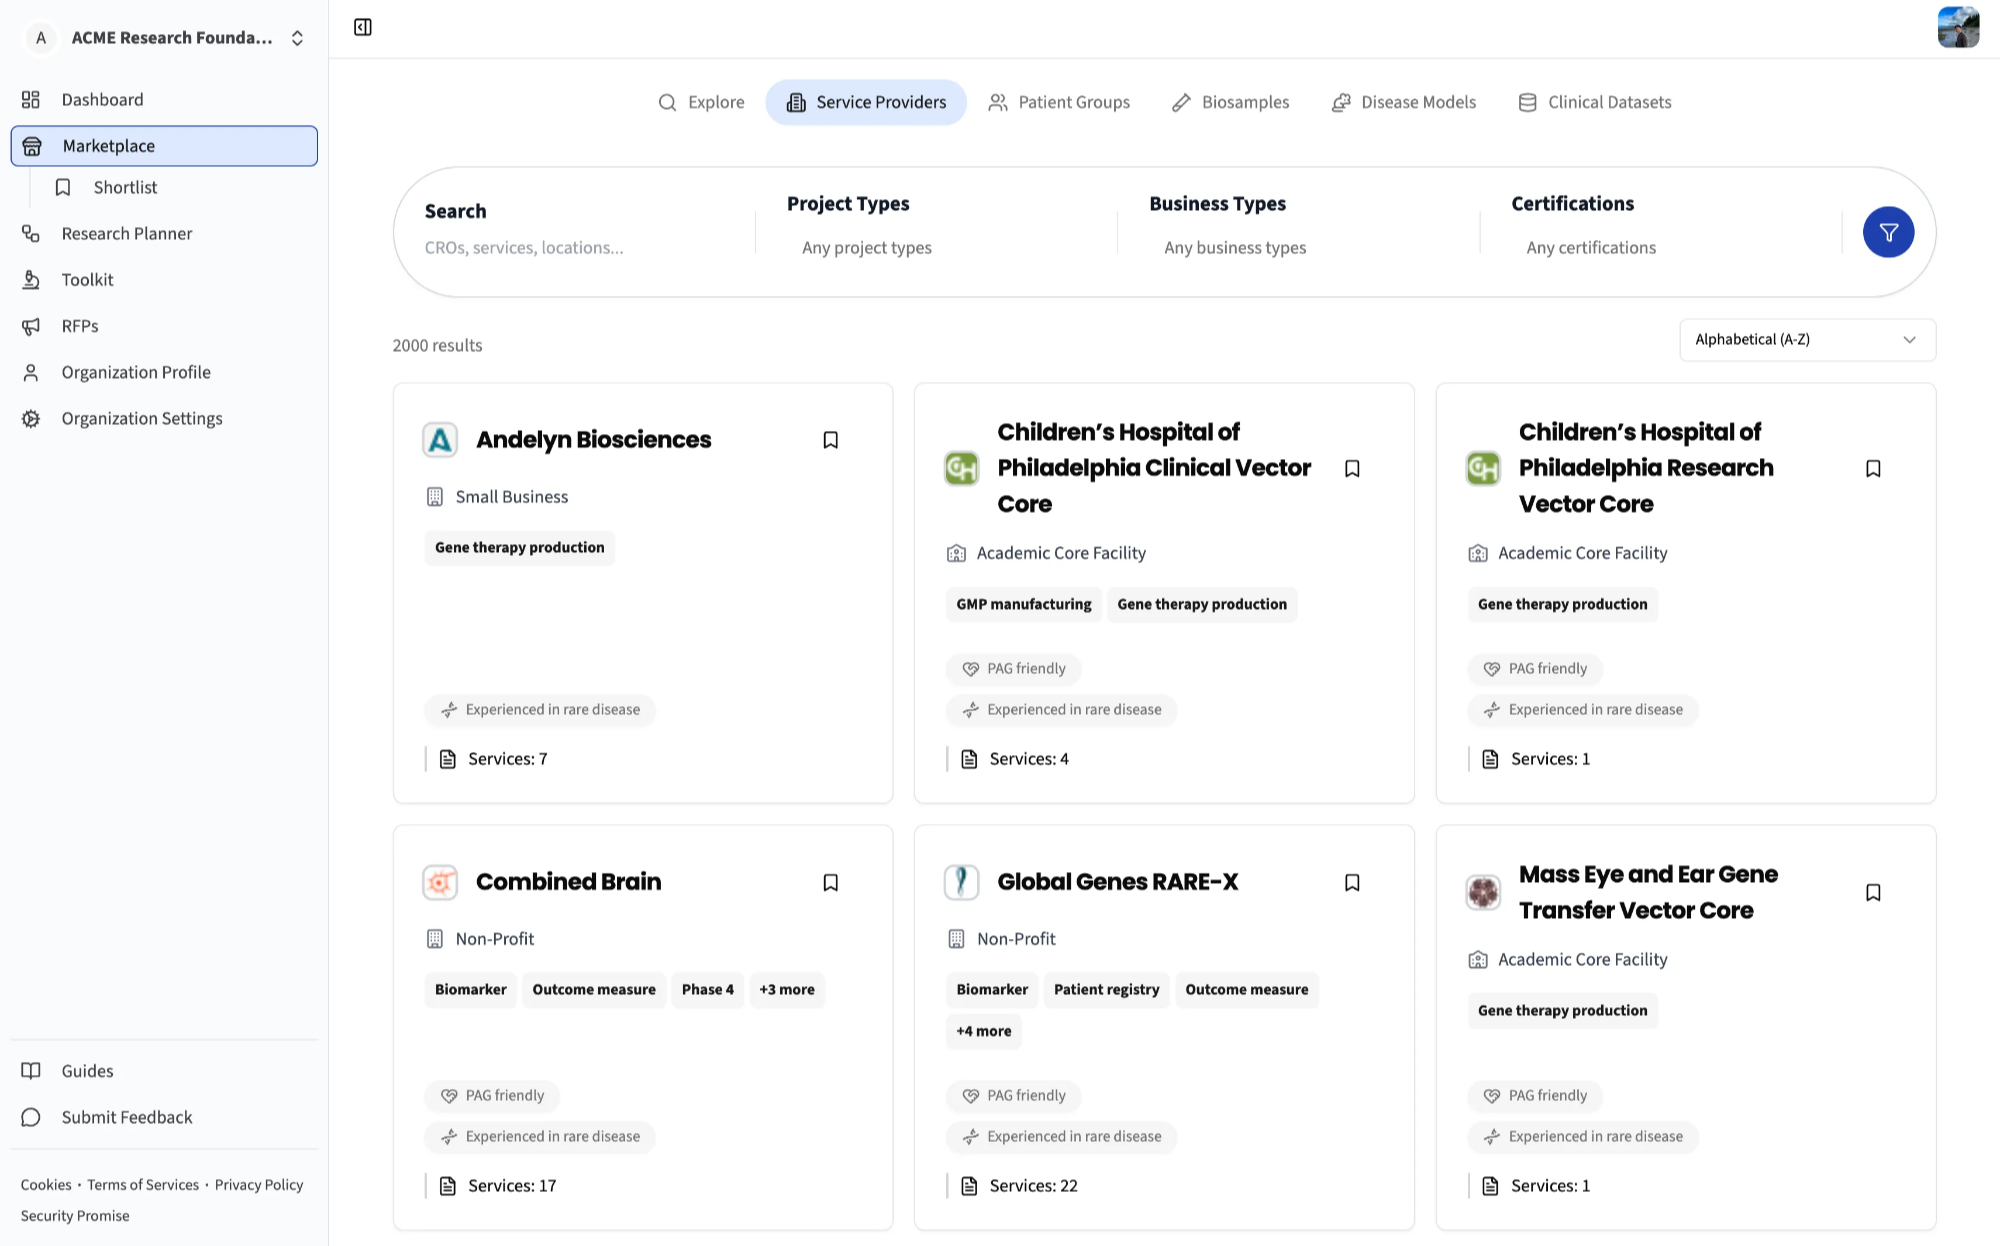 A
ACME Research Founda...
Dashboard
Marketplace
Shortlist
Research Planner
Toolkit
RFPs
Organization Profile
Organization Settings
Guides
Submit Feedback
Cookies · Terms of Services · Privacy Policy
Security Promise
Explore
Service Providers
Patient Groups
Biosamples
Disease Models
Clinical Datasets
Search
CROs, services, locations...
Project Types
Any project types
Business Types
Any business types
Certifications
Any certifications
2000 results
Alphabetical (A-Z)
Andelyn Biosciences
Small Business
Gene therapy production
Experienced in rare disease
Services: 7
Children’s Hospital of
Philadelphia Clinical Vector
Core
Academic Core Facility
GMP manufacturing
Gene therapy production
PAG friendly
Experienced in rare disease
Services: 4
Children’s Hospital of
Philadelphia Research
Vector Core
Academic Core Facility
Gene therapy production
PAG friendly
Experienced in rare disease
Services: 1
Combined Brain
Non-Profit
Biomarker
Outcome measure
Phase 4
+3 more
PAG friendly
Experienced in rare disease
Services: 17
Global Genes RARE-X
Non-Profit
Biomarker
Patient registry
Outcome measure
+4 more
PAG friendly
Experienced in rare disease
Services: 22
Mass Eye and Ear Gene
Transfer Vector Core
Academic Core Facility
Gene therapy production
PAG friendly
Experienced in rare disease
Services: 1